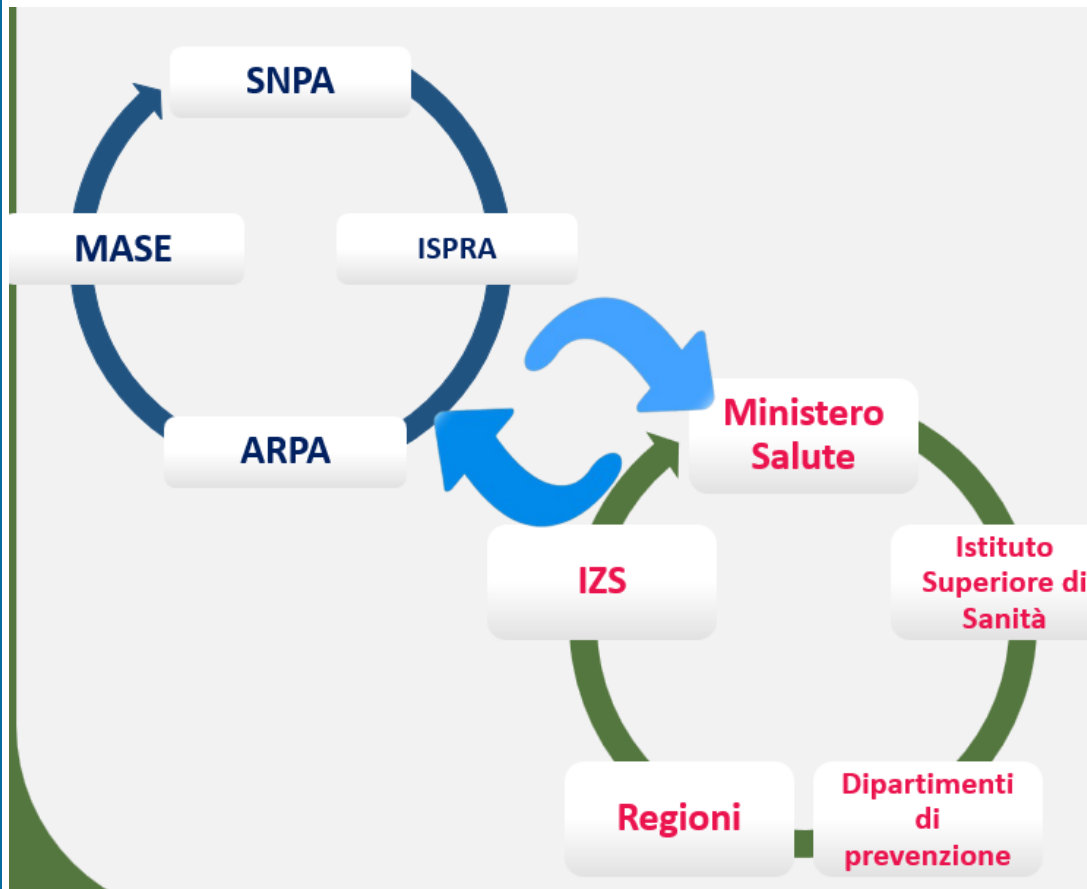 SNPA
MASE
ISPRA
ARPA
Ministero
Salute
IZS
Istituto
Superiore di
Sanità
Regioni
Dipartimenti
di
prevenzione